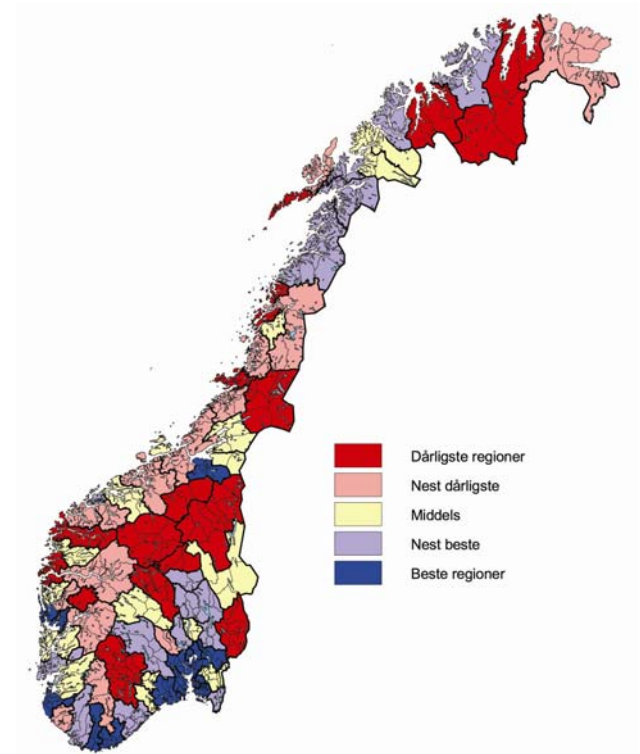 Dårligste regioner
Nest dårligste
Middels
Nest beste
Beste regioner